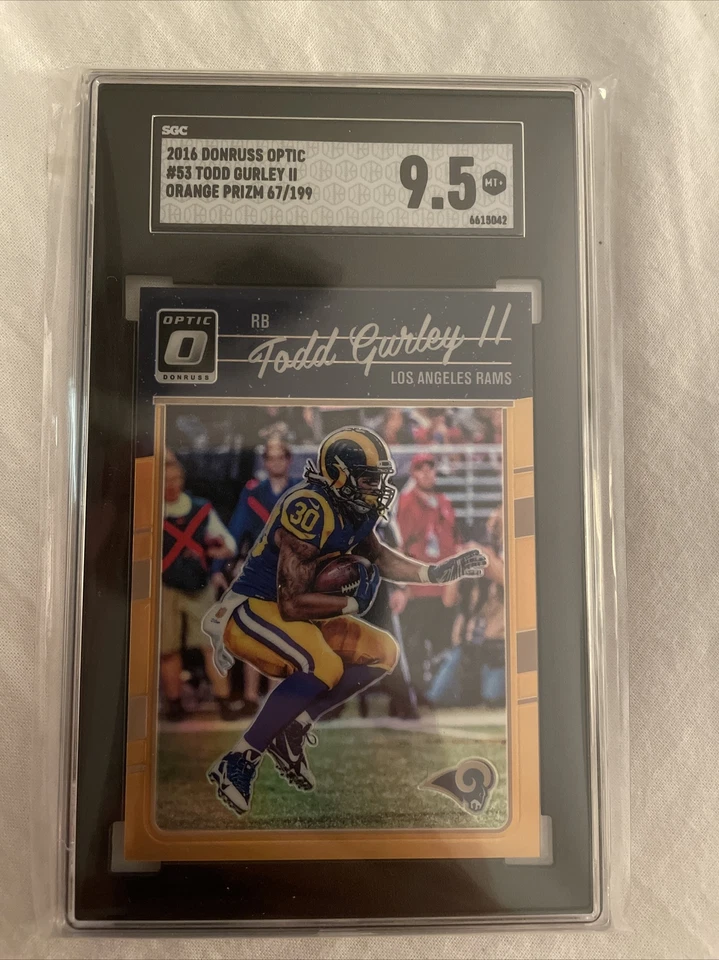 SGC
2016 DONRUSS OPTIC
#53 TODD GURLEY II
ORANGE PRIZM 67/199
9.5 MT+
6618042
OPTIC
O
DONRUSS
RB
Todd Gurley II
LOS ANGELES RAMS
30